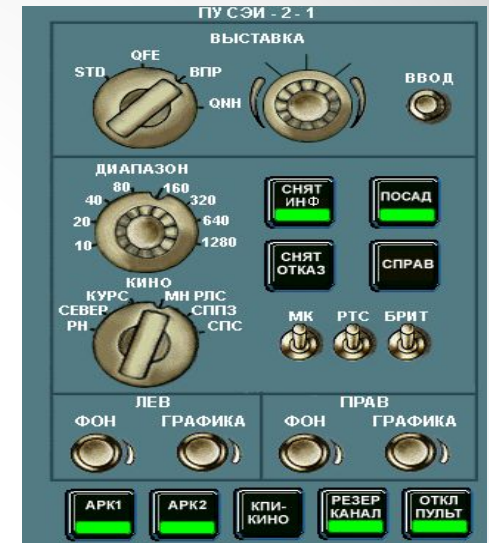 ПУ СЭИ - 2 - 1
ВЫСТАВКА
STD QFE ВПР QNH
ВВОД
ДИАПАЗОН
10 20 40 80 160 320 640 1280
СНЯТ
ИНФ
ПОСАД
СНЯТ
ОТКАЗ
СПРАВ
КИНО
РН СЕВЕР КУРС МН РЛС СППЗ СПС
МК РТС БРИТ
ЛЕВ
ФОН ГРАФИКА
ПРАВ
ФОН ГРАФИКА
АРК1
АРК2
КПИ-
КИНО
РЕЗЕР
КАНАЛ
ОТКЛ
ПУЛЬТ